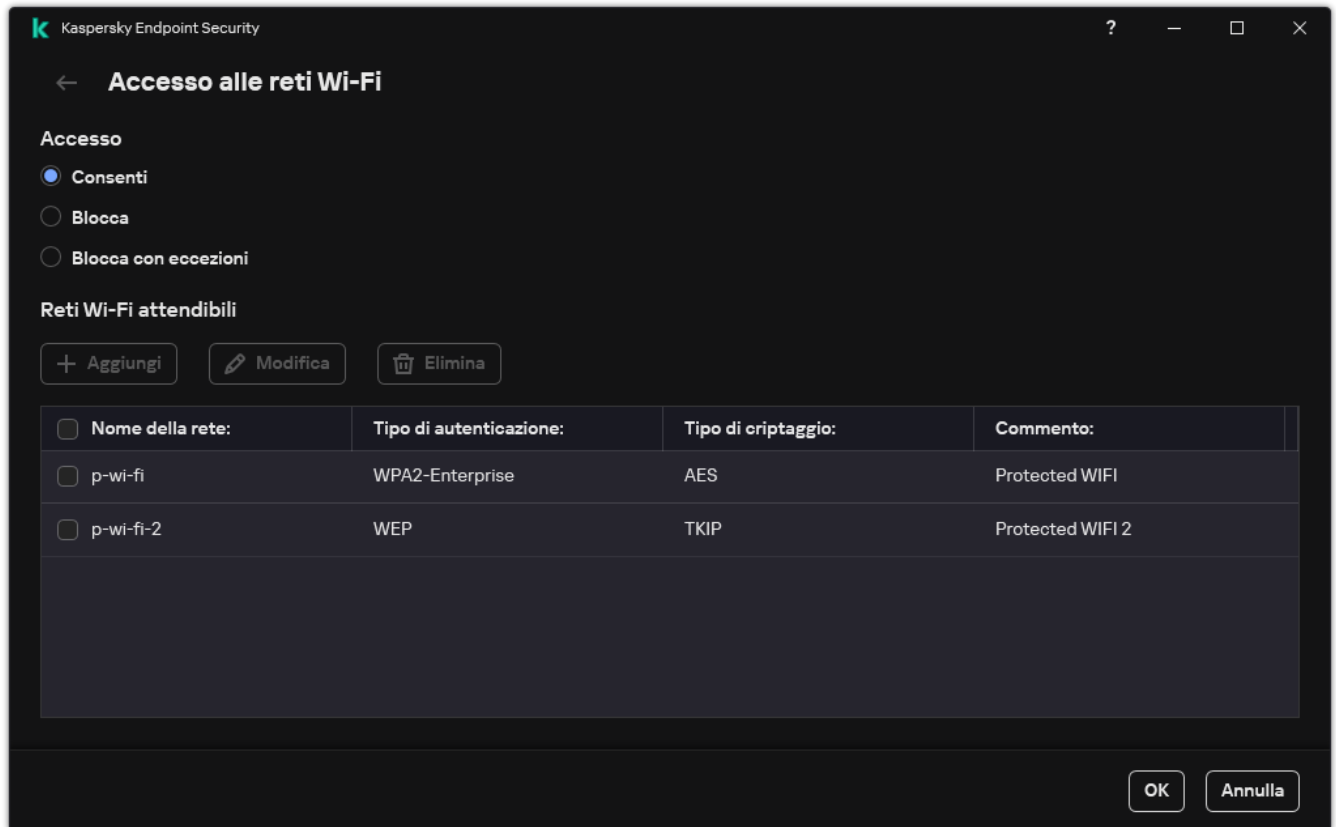 Kaspersky Endpoint Security ?
Accesso alle reti Wi-Fi
Accesso
Consenti
Blocca
Blocca con eccezioni
Reti Wi-Fi attendibili
Aggiungi Modifica Elimina
Nome della rete: Tipo di autenticazione: Tipo di criptaggio: Commento:
p-wi-fi WPA2-Enterprise AES Protected WIFI
p-wi-fi-2 WEP TKIP Protected WIFI 2
OK Annulla